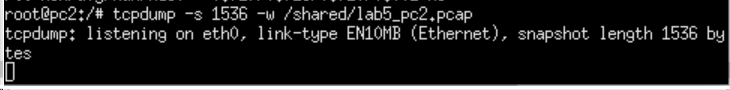 root@pc2:/# tcpdump -s 1536 -w /shared/lab5_pc2.pcap
tcpdump: listening on eth0, link-type EN10MB (Ethernet), snapshot length 1536 by
tes